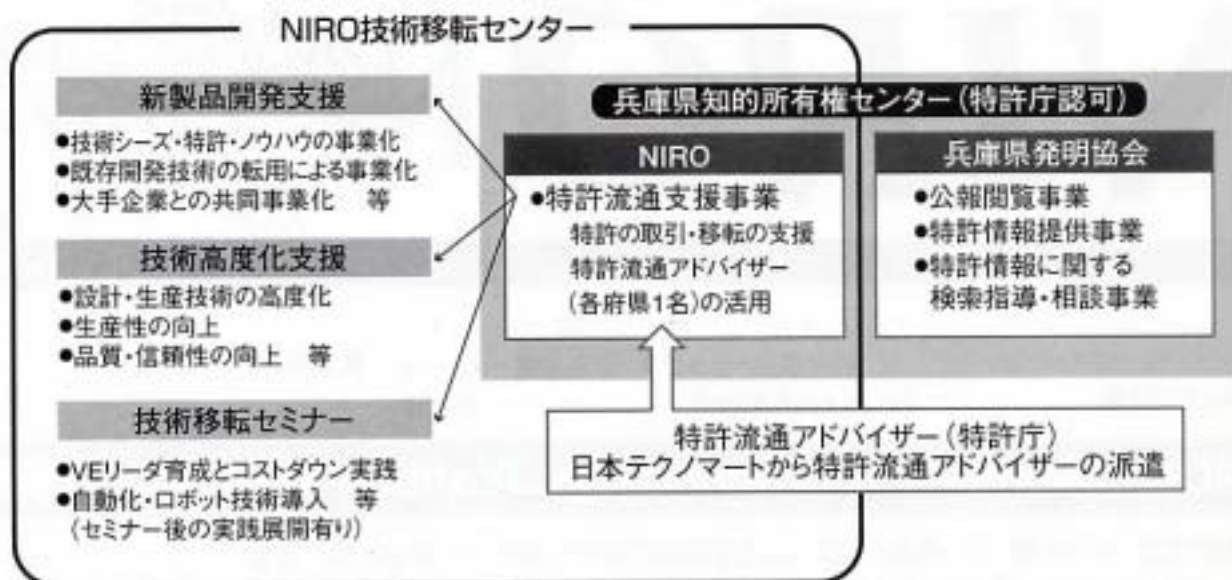 NIRO技術移転センター
新製品開発支援
●技術シーズ・特許・ノウハウの事業化
●既存開発技術の転用による事業化
●大手企業との共同事業化　等
技術高度化支援
●設計・生産技術の高度化
●生産性の向上
●品質・信頼性の向上　等
技術移転セミナー
●VEリーダ育成とコストダウン実践
●自動化・ロボット技術導入　等
(セミナー後の実践展開有り)
兵庫県知的所有権センター(特許庁認可)
NIRO
●特許流通支援事業
特許の取引・移転の支援
特許流通アドバイザー
(各府県1名)の活用
兵庫県発明協会
●公報閲覧事業
●特許情報提供事業
●特許情報に関する
検索指導・相談事業
特許流通アドバイザー(特許庁)
日本テクノマートから特許流通アドバイザーの派遣